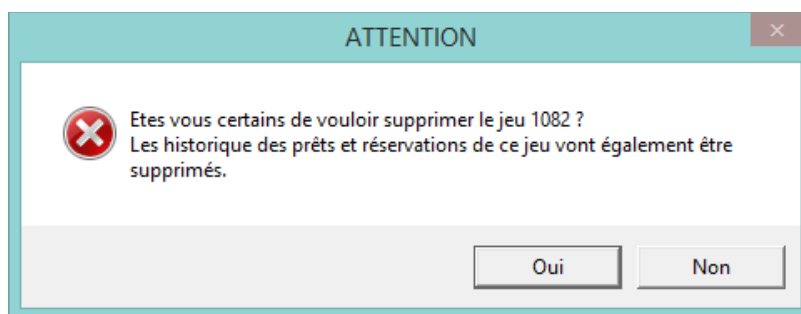 ATTENTION
Etes vous certains de vouloir supprimer le jeu 1082 ?
Les historique des prêts et réservations de ce jeu vont également être
supprimés.
Oui
Non